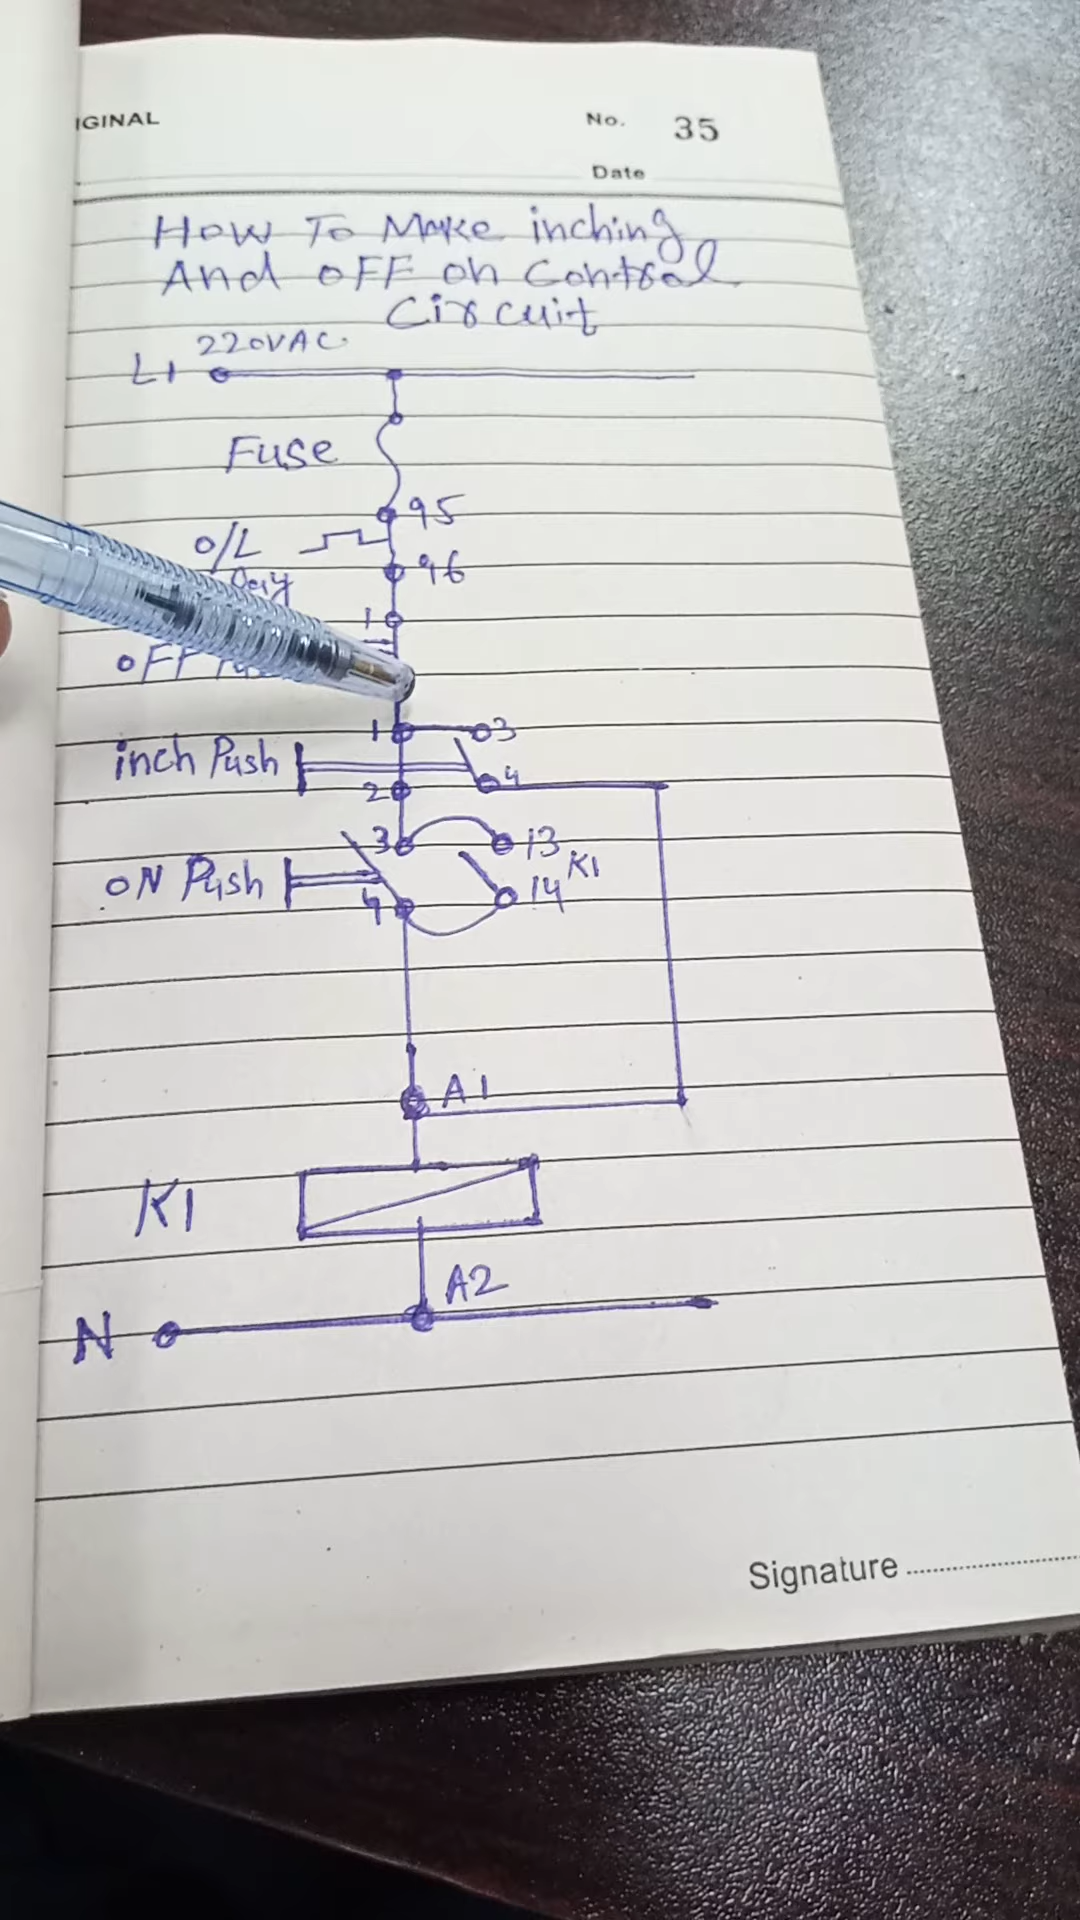 IGINAL
No. 35
Date
How To Make inching
And OFF on Control
Circuit
220VAC
L1
Fuse
95
O/L
96
1
OFF
1
3
inch Push
4
2
3
13
K1
ON Push
14
4
A1
K1
A2
N
Signature